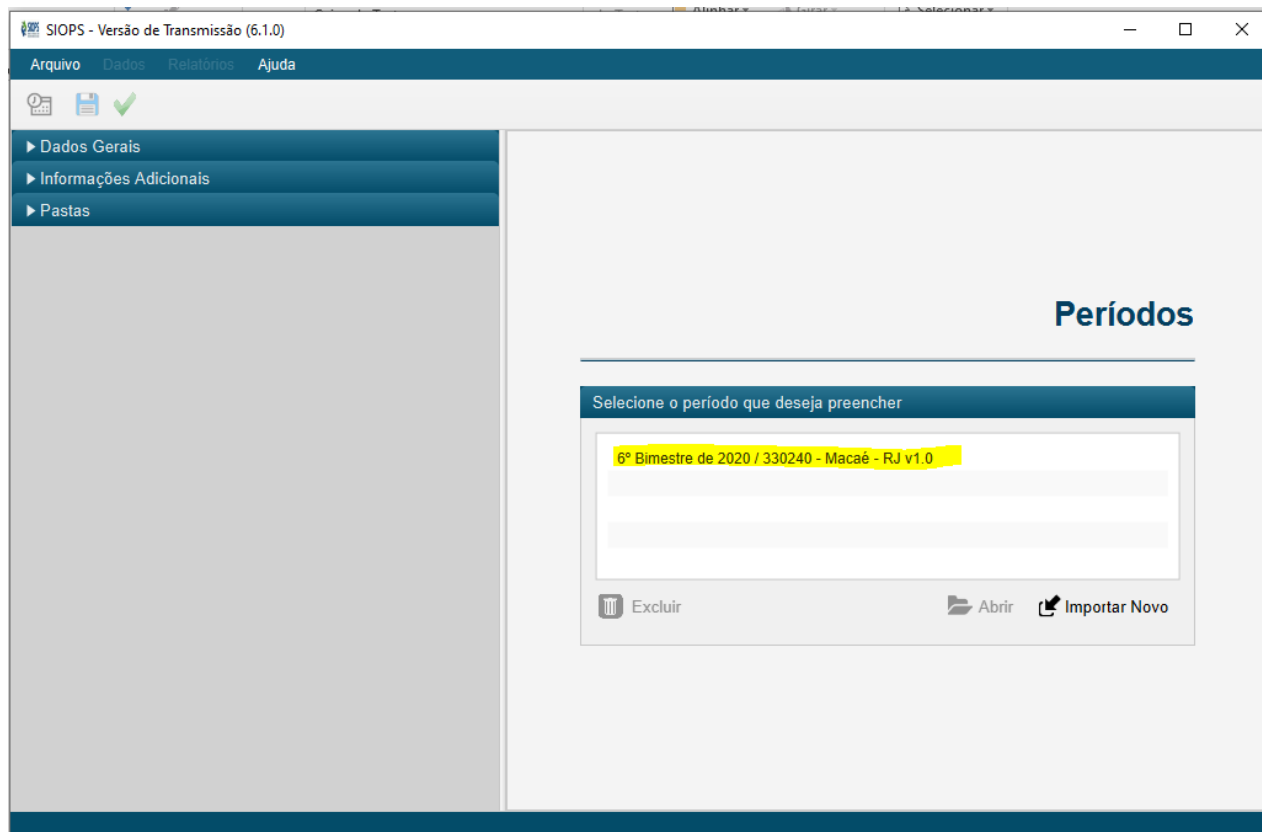 SIOPS - Versão de Transmissão (6.1.0)
Arquivo Dados Relatórios Ajuda
Dados Gerais
Informações Adicionais
Pastas
Períodos
Selecione o período que deseja preencher
6º Bimestre de 2020 / 330240 - Macaé - RJ v1.0
Excluir Abrir Importar Novo